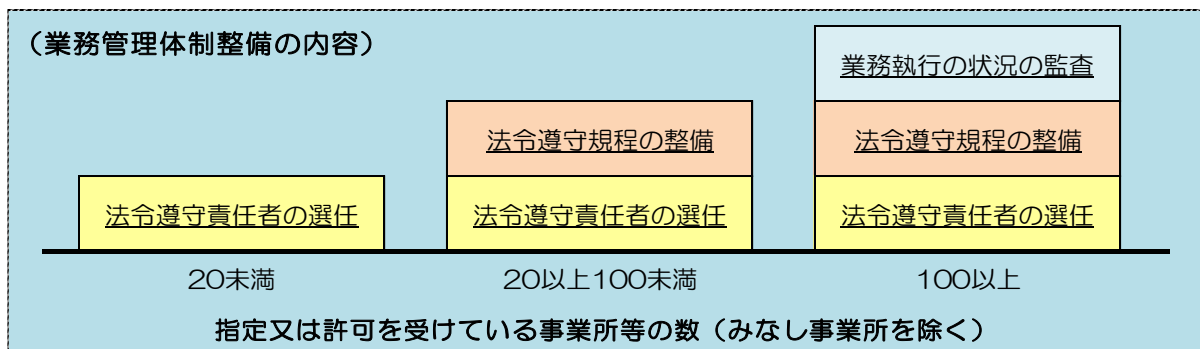 （業務管理体制整備の内容）
業務執行の状況の監査
法令遵守規程の整備
法令遵守規程の整備
法令遵守責任者の選任
法令遵守責任者の選任
法令遵守責任者の選任
20未満
20以上100未満
100以上
指定又は許可を受けている事業所等の数（みなし事業所を除く）